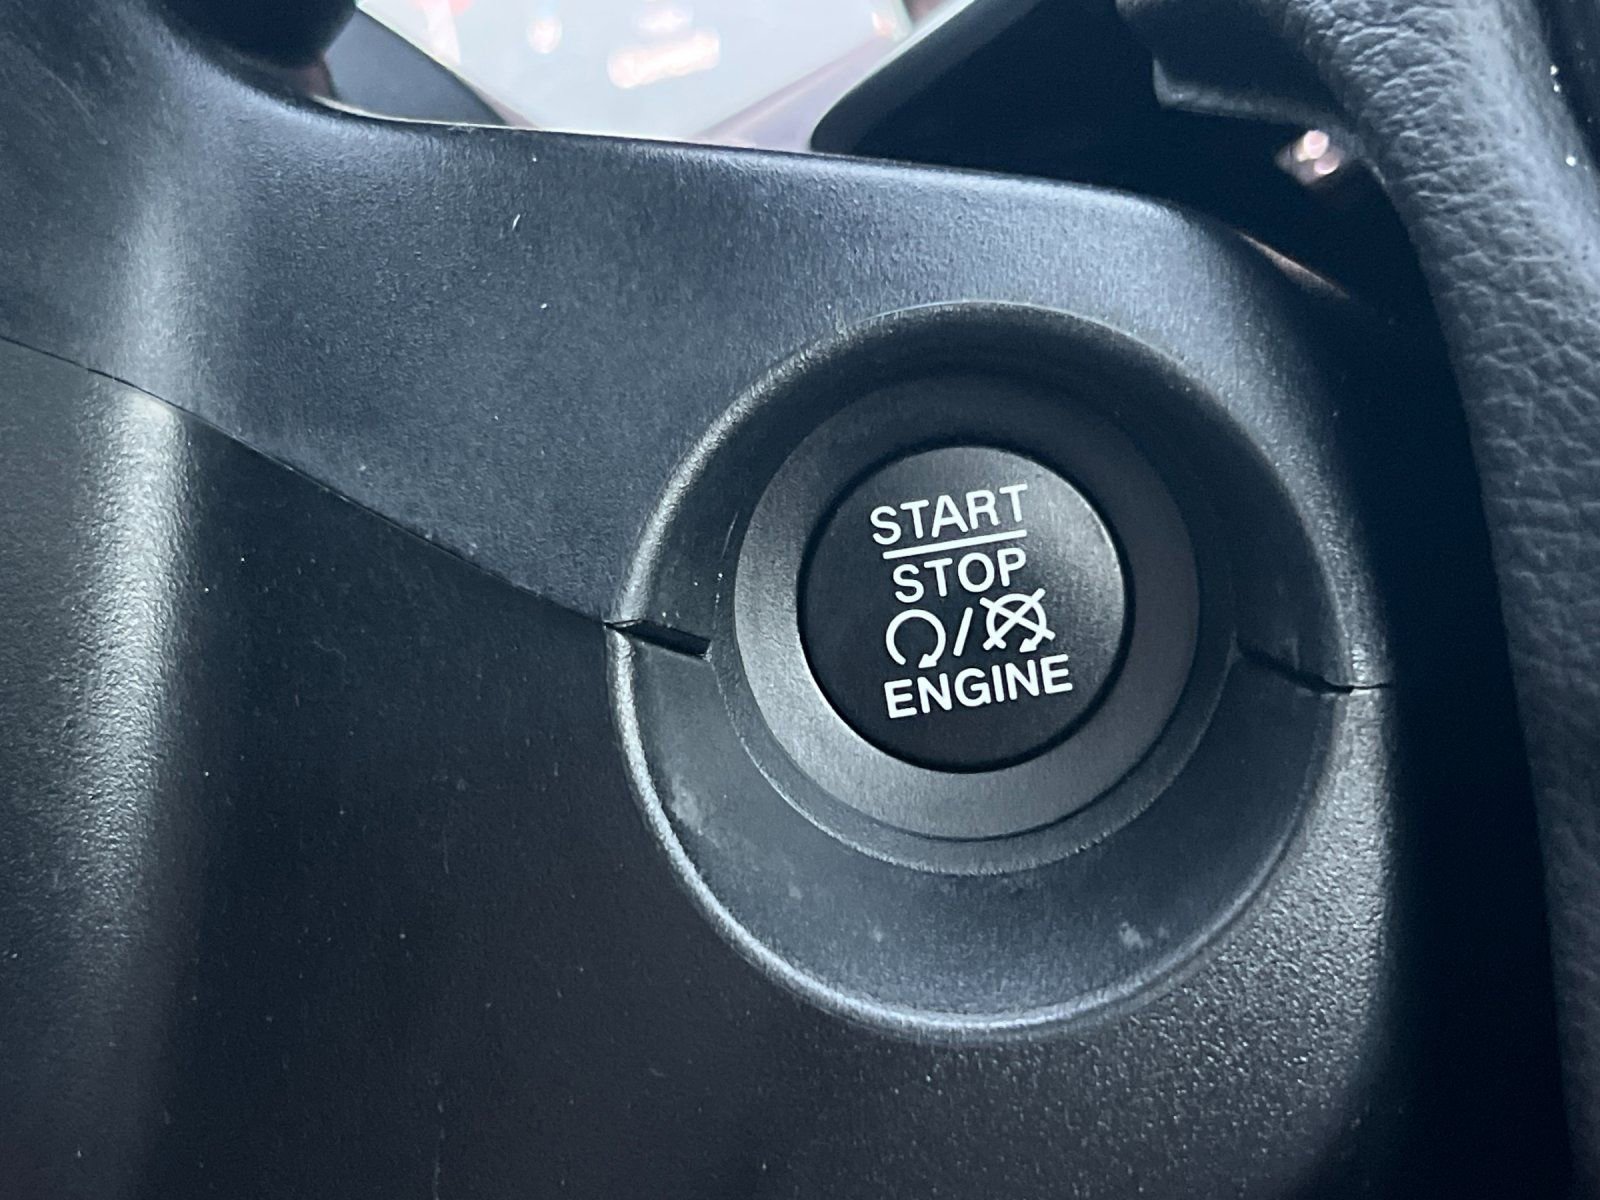 START
STOP
/
ENGINE